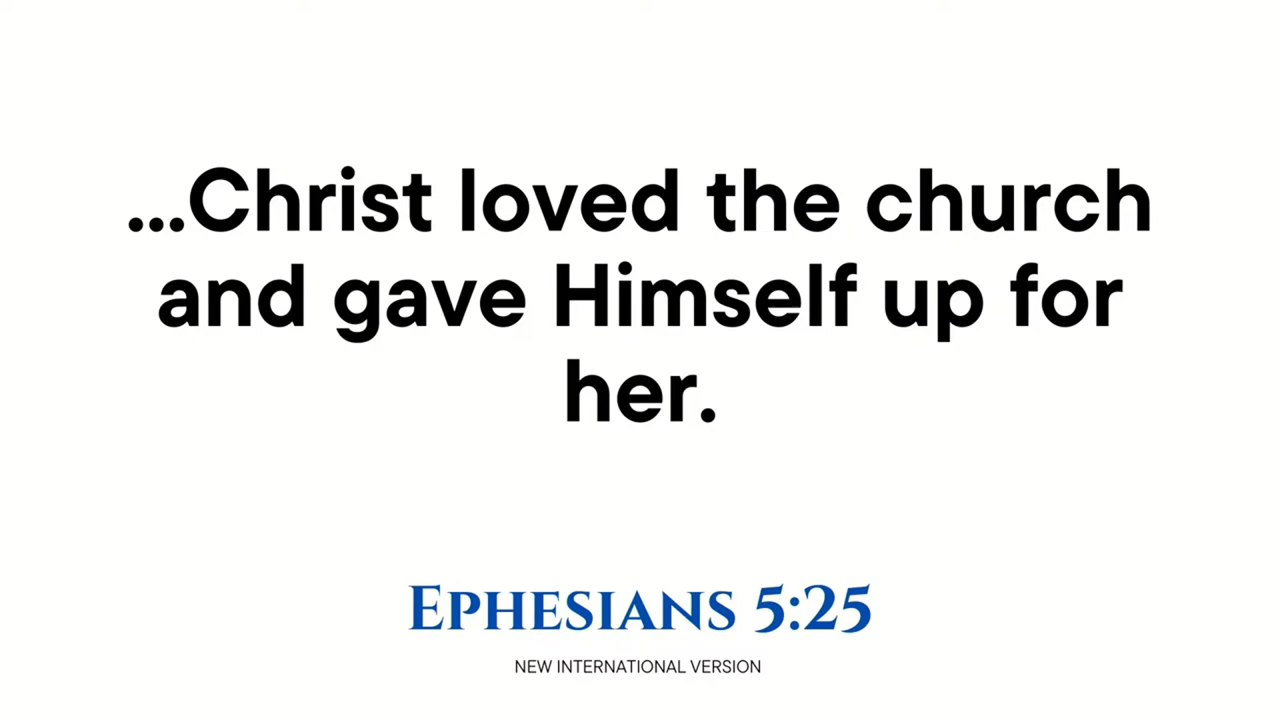 ...Christ loved the church
and gave Himself up for
her.
EPHESIANS 5:25
NEW INTERNATIONAL VERSION